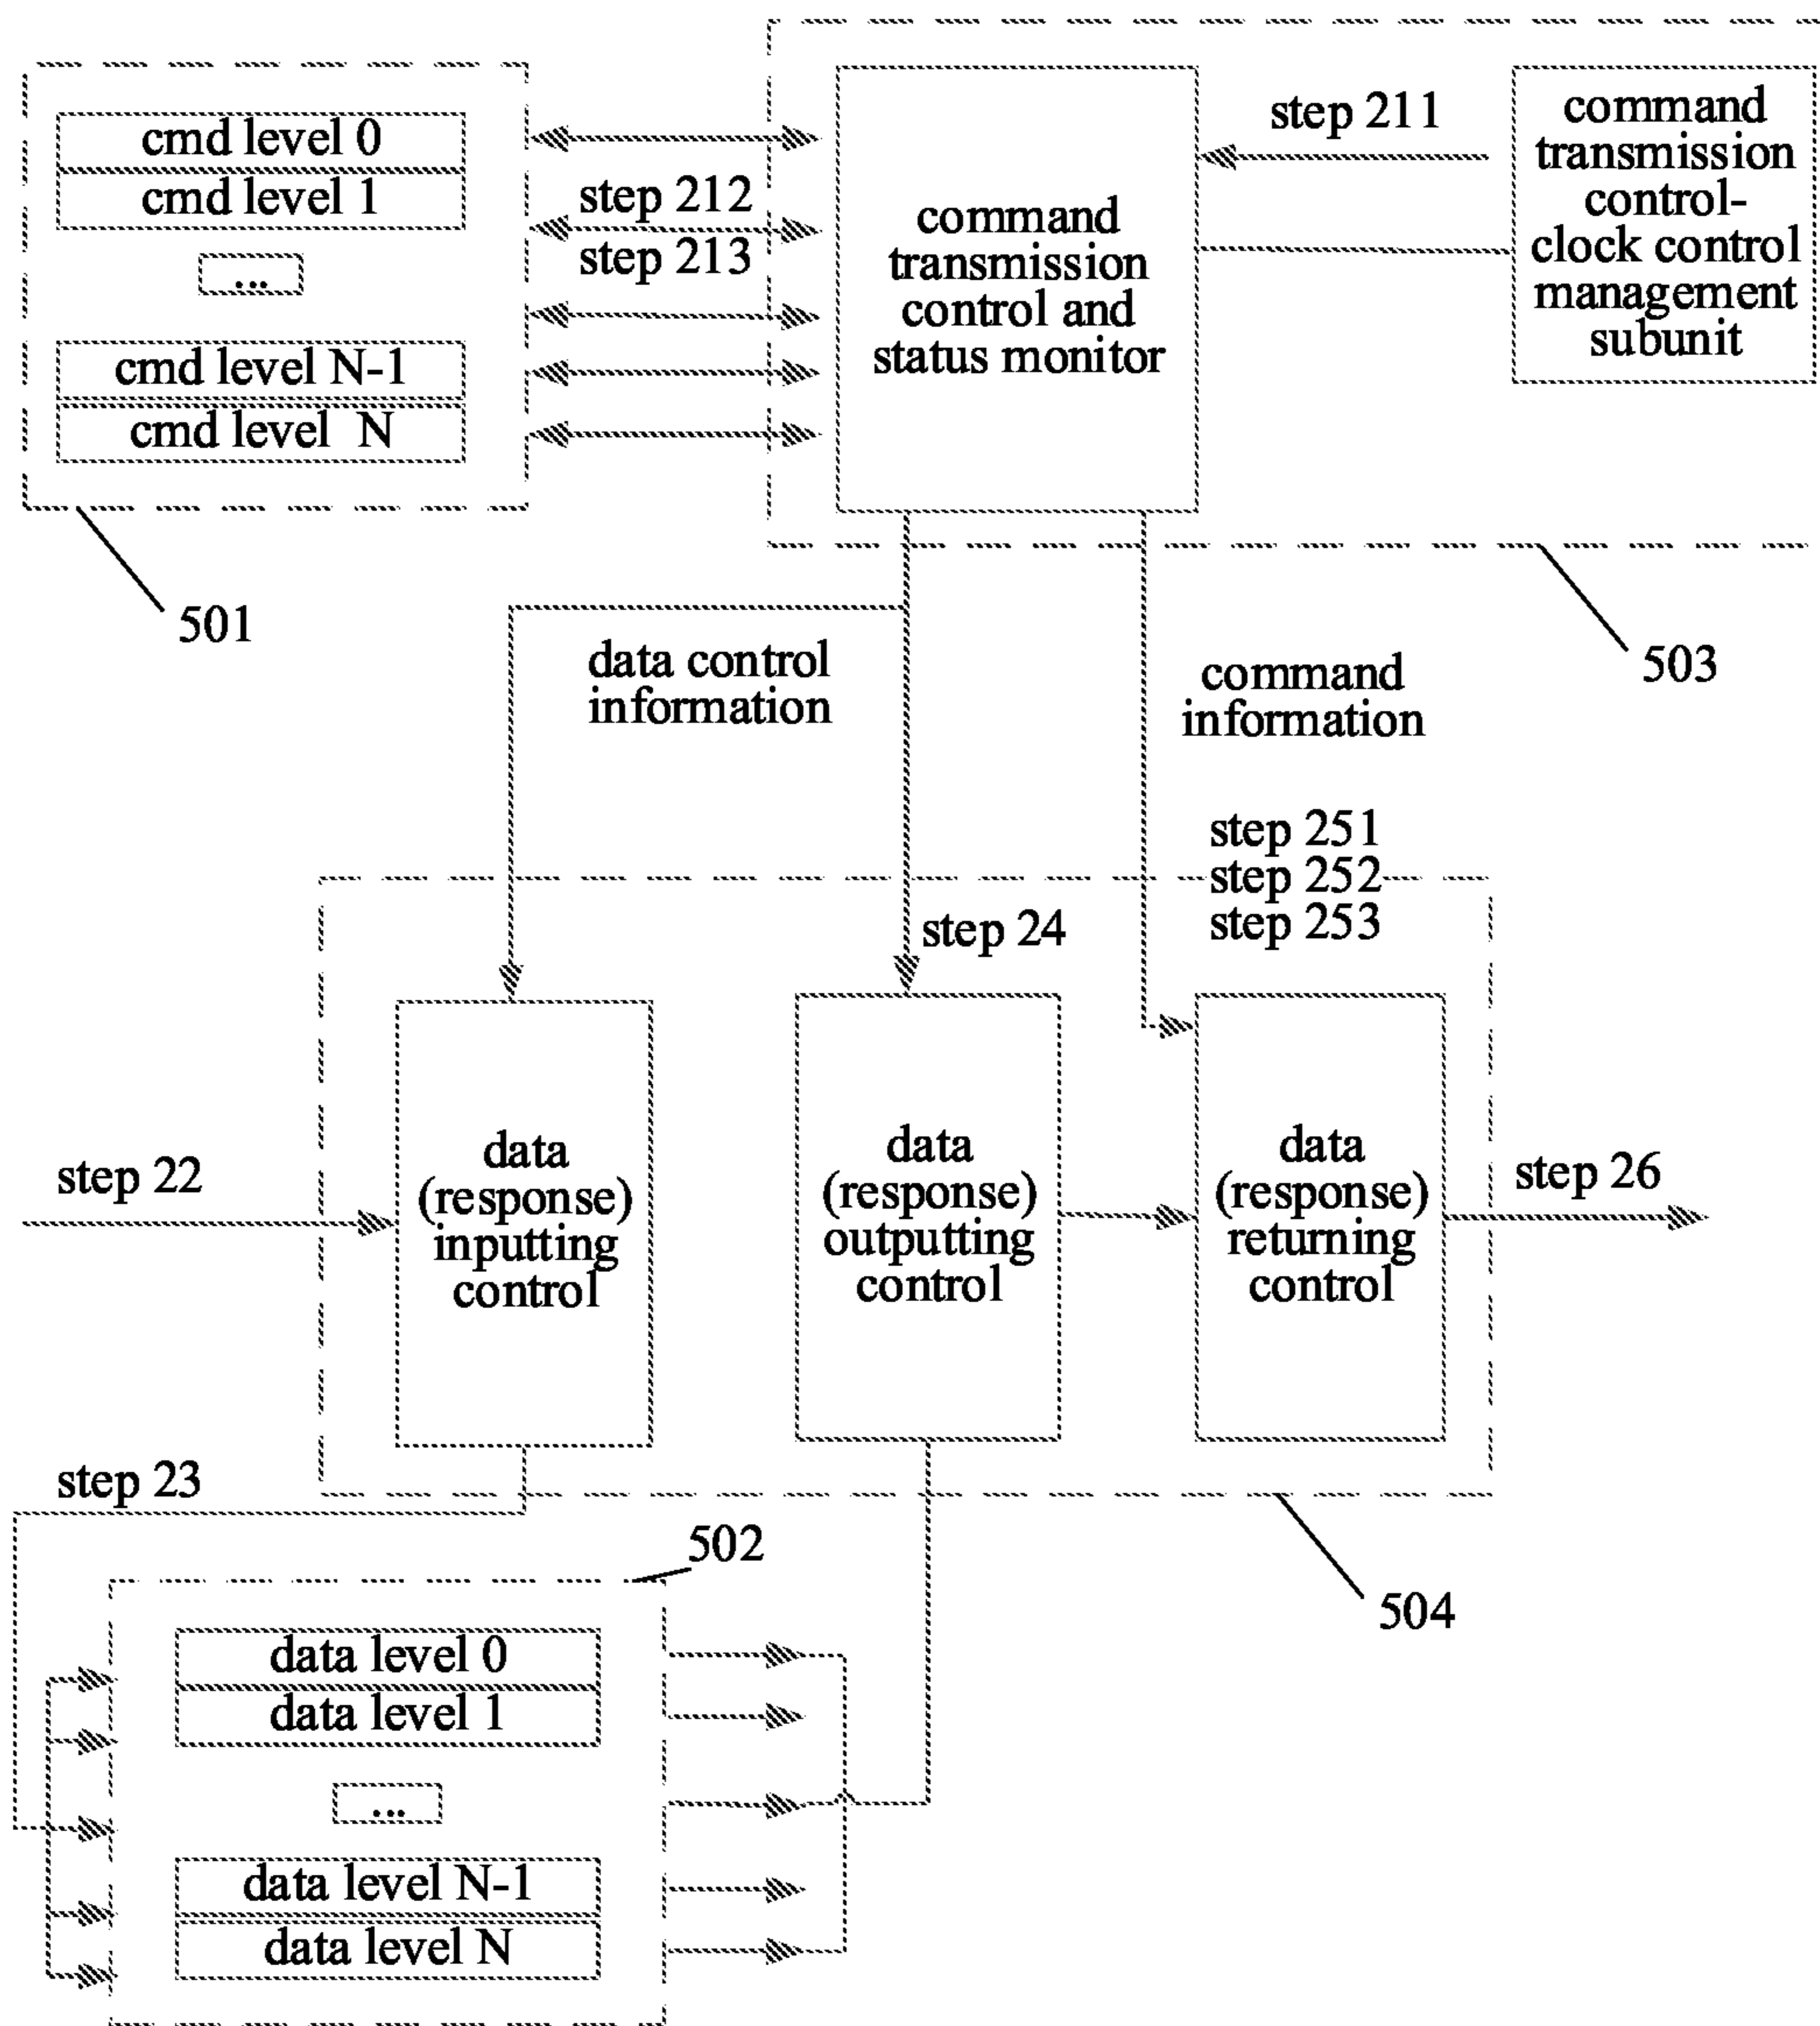 cmd level 0
cmd level 1
...
cmd level N-1
cmd level N
501
step 212
step 213
command
transmission
control and
status monitor
step 211
command
transmission
control-
clock control
management
subunit
503
data control
information
command
information
step 251
step 252
step 253
step 24
step 22
data
(response)
inputting
control
data
(response)
outputting
control
data
(response)
returning
control
step 26
step 23
502
504
data level 0
data level 1
...
data level N-1
data level N